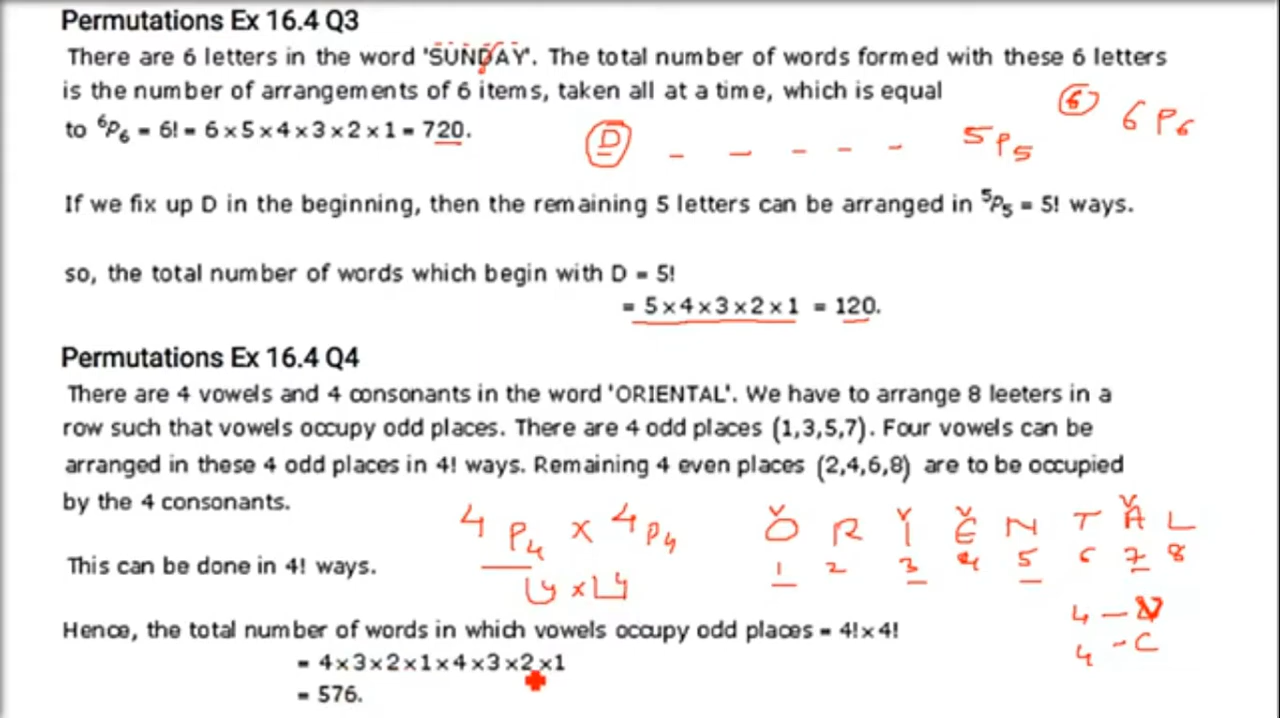 Permutations Ex 16.4 Q3
There are 6 letters in the word 'SUNDAY'. The total number of words formed with these 6 letters
is the number of arrangements of 6 items, taken all at a time, which is equal
to ⁶P₆ = 6! = 6×5×4×3×2×1 = 720.
6 6P6
D _ _ _ _ _ 5P5
If we fix up D in the beginning, then the remaining 5 letters can be arranged in ⁵P₅ = 5! ways.
so, the total number of words which begin with D = 5!
= 5×4×3×2×1 = 120.
Permutations Ex 16.4 Q4
There are 4 vowels and 4 consonants in the word 'ORIENTAL'. We have to arrange 8 leeters in a
row such that vowels occupy odd places. There are 4 odd places (1,3,5,7). Four vowels can be
arranged in these 4 odd places in 4! ways. Remaining 4 even places (2,4,6,8) are to be occupied
by the 4 consonants.
4P4 × 4P4
v v v v
O R I E N T A L
1 2 3 4 5 6 7 8
This can be done in 4! ways.
⌊4 × ⌊4
4 – V
4 – C
Hence, the total number of words in which vowels occupy odd places = 4!×4!
= 4×3×2×1×4×3×2×1
= 576.